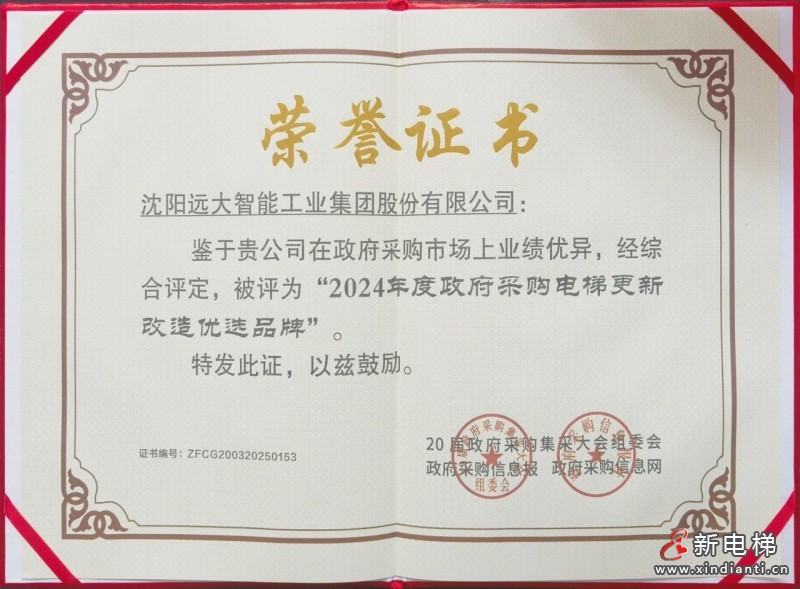 荣誉证书
沈阳远大智能工业集团股份有限公司：
鉴于贵公司在政府采购市场上业绩优异，经综
合评定，被评为“2024年度政府采购电梯更新
改造优选品牌”。
特发此证，以兹鼓励。
证书编号：ZFCG200320250153
20届政府采购集采大会组委会
政府采购信息报 政府采购信息网
组委会
新电梯
www.xindianti.cn